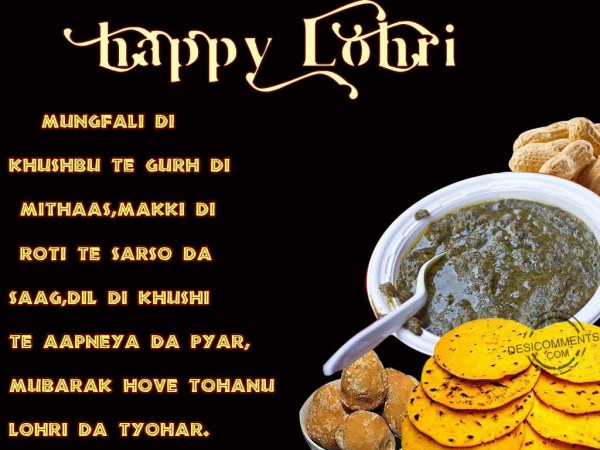 happy Lohri
MUNGFALI DI
KHUSHBU TE GURH DI
MITHAAS,MAKKI DI
ROTI TE SARSO DA
SAAG,DIL DI KHUSHI
TE AAPNEYA DA PYAR,
MUBARAK HOVE TOHANU
LOHRI DA TYOHAR.
DESICOMMENTS
.COM